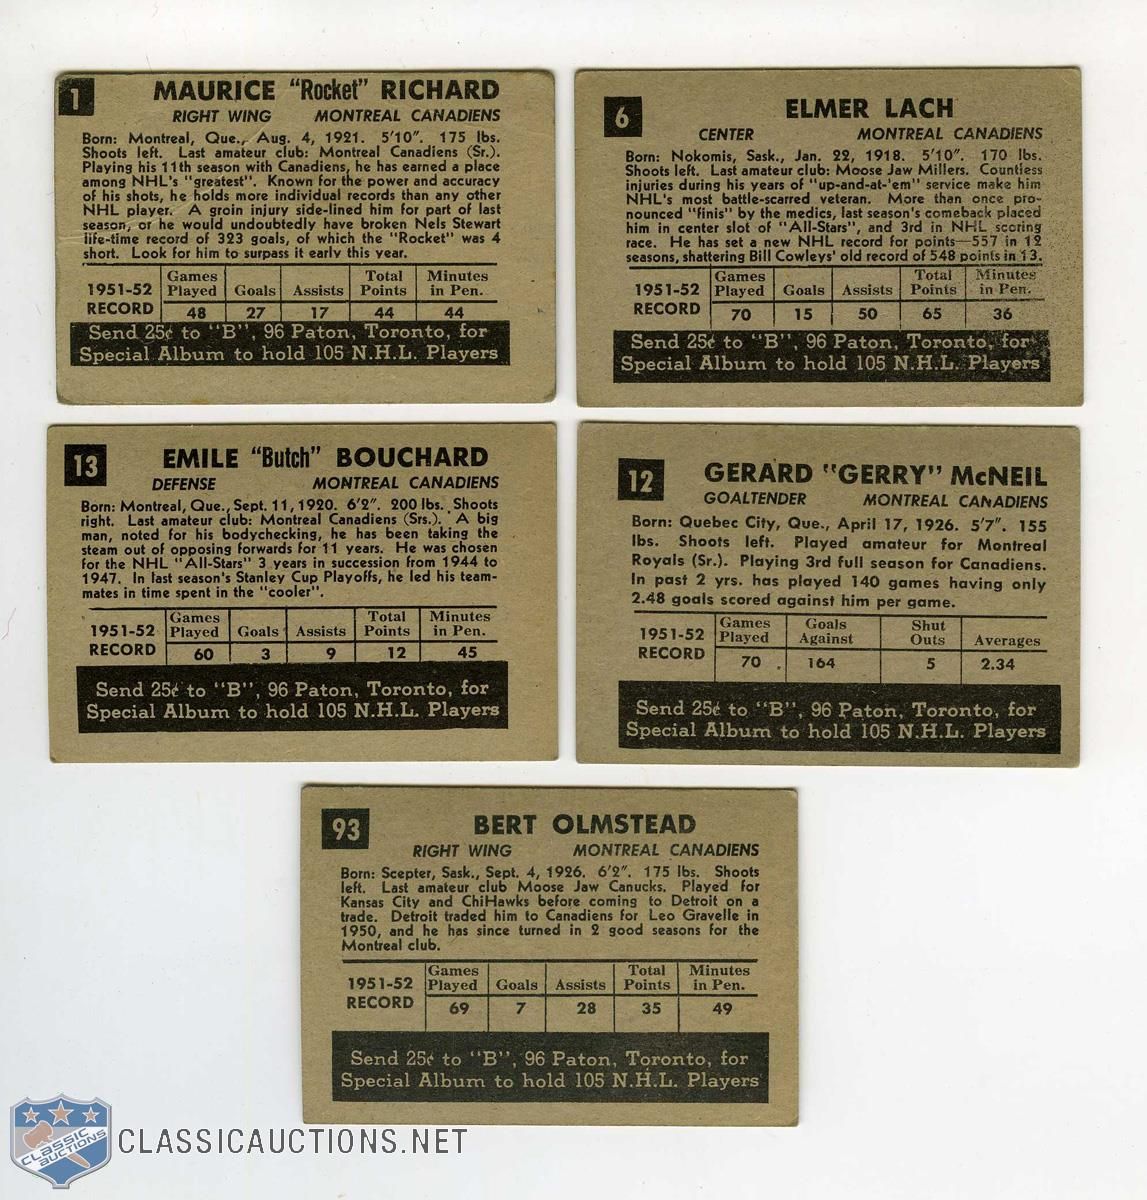 1
MAURICE "Rocket" RICHARD
RIGHT WING MONTREAL CANADIENS
Born: Montreal, Que., Aug. 4, 1921. 5'10". 175 lbs.
Shoots left. Last amateur club: Montreal Canadiens (Sr.).
Playing his 11th season with Canadiens, he has earned a place
among NHL's "greatest". Known for the power and accuracy
of his shots, he holds more individual records than any other
NHL player. A groin injury side-lined him for part of last
season, or he would undoubtedly have broken Nels Stewart
life-time record of 323 goals, of which the "Rocket" was 4
short. Look for him to surpass it early this year.
1951-52 RECORD
Games Played Goals Assists Total Points Minutes in Pen.
48 27 17 44 44
Send 25¢ to "B", 96 Paton, Toronto, for
Special Album to hold 105 N.H.L. Players
6
ELMER LACH
CENTER MONTREAL CANADIENS
Born: Nokomis, Sask., Jan. 22, 1918. 5'10". 170 lbs.
Shoots left. Last amateur club: Moose Jaw Millers. Countless
injuries during his years of "up-and-at-'em" service make him
NHL's most battle-scarred veteran. More than once pro-
nounced "finis" by the medics, last season's comeback placed
him in center slot of "All-Stars", and 3rd in NHL scoring
race. He has set a new NHL record for points—557 in 12
seasons, shattering Bill Cowleys' old record of 548 points in 13.
1951-52 RECORD
Games Played Goals Assists Total Points Minutes in Pen.
70 15 50 65 36
Send 25¢ to "B", 96 Paton, Toronto, for
Special Album to hold 105 N.H.L. Players
13
EMILE "Butch" BOUCHARD
DEFENSE MONTREAL CANADIENS
Born: Montreal, Que., Sept. 11, 1920. 6'2". 200 lbs. Shoots
right. Last amateur club: Montreal Canadiens (Srs.). A big
man, noted for his bodychecking, he has been taking the
steam out of opposing forwards for 11 years. He was chosen
for the NHL "All-Stars" 3 years in succession from 1944 to
1947. In last season's Stanley Cup Playoffs, he led his team-
mates in time spent in the "cooler".
1951-52 RECORD
Games Played Goals Assists Total Points Minutes in Pen.
60 3 9 12 45
Send 25¢ to "B", 96 Paton, Toronto, for
Special Album to hold 105 N.H.L. Players
12
GERARD "GERRY" McNEIL
GOALTENDER MONTREAL CANADIENS
Born: Quebec City, Que., April 17, 1926. 5'7". 155
lbs. Shoots left. Played amateur for Montreal
Royals (Sr.). Playing 3rd full season for Canadiens.
In past 2 yrs. has played 140 games having only
2.48 goals scored against him per game.
1951-52 RECORD
Games Played Goals Against Shut Outs Averages
70 164 5 2.34
Send 25¢ to "B", 96 Paton, Toronto, for
Special Album to hold 105 N.H.L. Players
93
BERT OLMSTEAD
RIGHT WING MONTREAL CANADIENS
Born: Scepter, Sask., Sept. 4, 1926. 6'2". 175 lbs. Shoots
left. Last amateur club Moose Jaw Canucks. Played for
Kansas City and ChiHawks before coming to Detroit on a
trade. Detroit traded him to Canadiens for Leo Gravelle in
1950, and he has since turned in 2 good seasons for the
Montreal club.
1951-52 RECORD
Games Played Goals Assists Total Points Minutes in Pen.
69 7 28 35 49
Send 25¢ to "B", 96 Paton, Toronto, for
Special Album to hold 105 N.H.L. Players
CLASSIC AUCTIONS
CLASSICAUCTIONS.NET